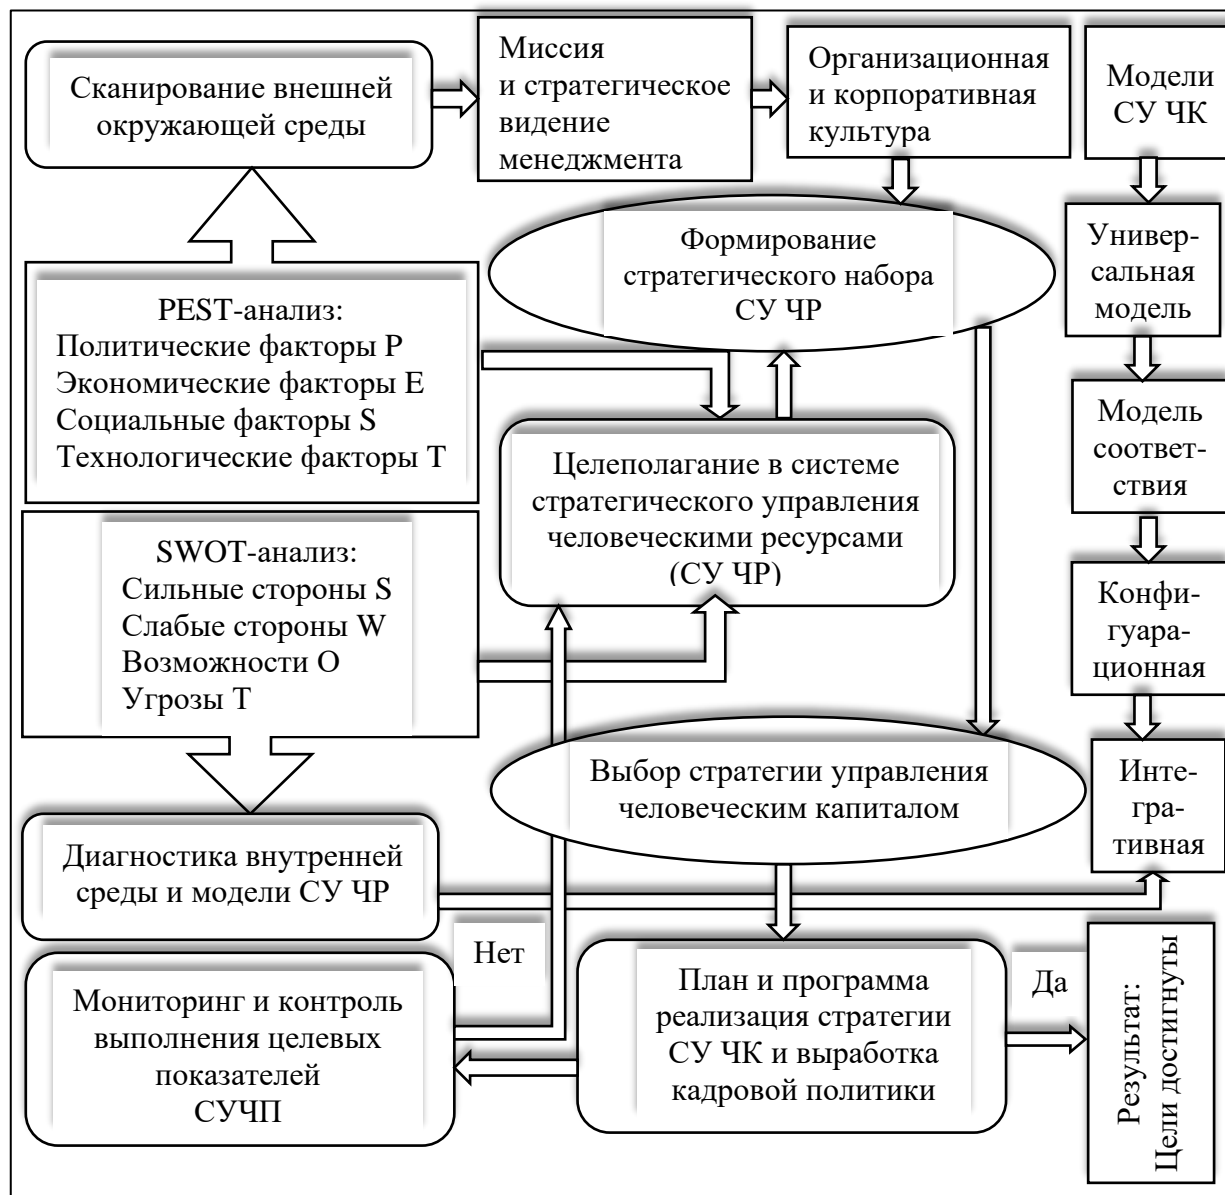 Сканирование внешней
окружающей среды
Миссия
и стратегическое
видение
менеджмента
Организационная
и корпоративная
культура
Модели
СУ ЧК
Формирование
стратегического набора
СУ ЧР
Универ-
сальная
модель
PEST-анализ:
Политические факторы P
Экономические факторы E
Социальные факторы S
Технологические факторы T
Модель
соответ-
ствия
Целеполагание в системе
стратегического управления
человеческими ресурсами
(СУ ЧР)
SWOT-анализ:
Сильные стороны S
Слабые стороны W
Возможности O
Угрозы T
Конфи-
гуара-
ционная
Выбор стратегии управления
человеческим капиталом
Инте-
гра-
тивная
Диагностика внутренней
среды и модели СУ ЧР
Нет
Мониторинг и контроль
выполнения целевых
показателей
СУЧП
План и программа
реализация стратегии
СУ ЧК и выработка
кадровой политики
Да
Результат:
Цели достигнуты